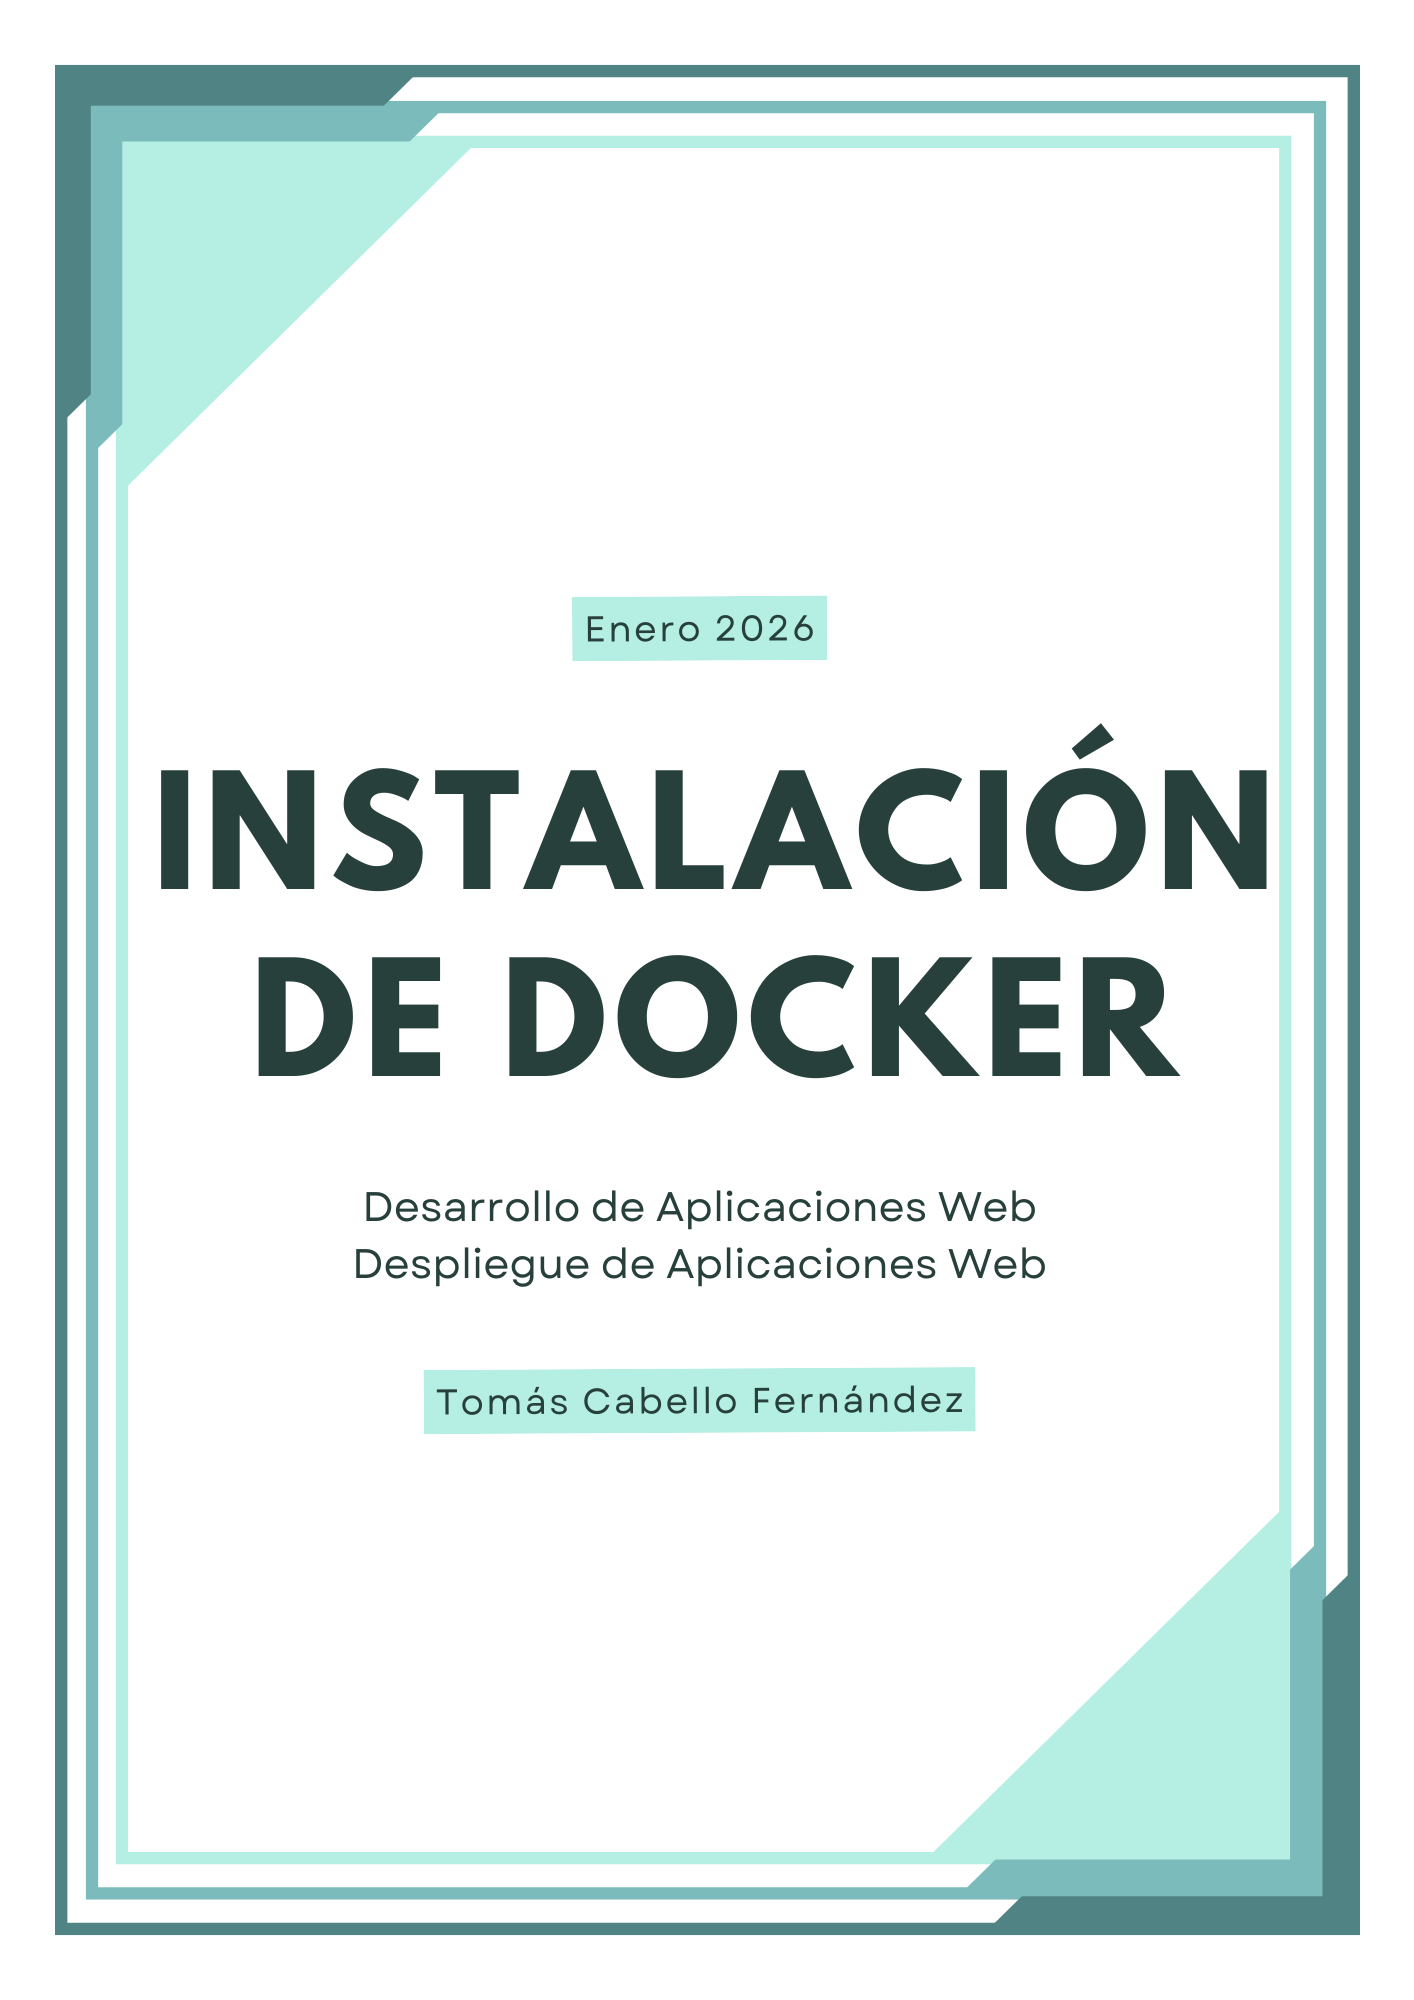 Enero 2026
INSTALACIÓN
DE DOCKER
Desarrollo de Aplicaciones Web
Despliegue de Aplicaciones Web
Tomás Cabello Fernández